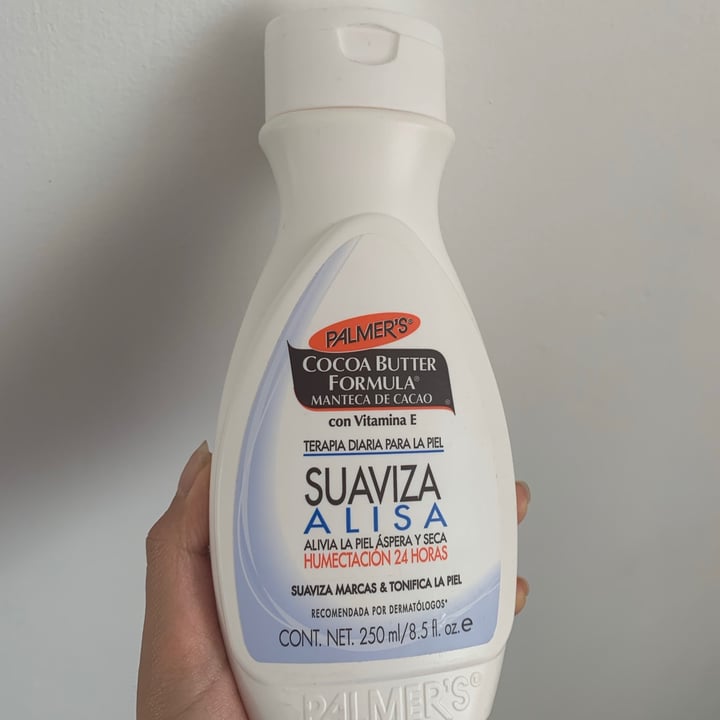 PALMER'S®
COCOA BUTTER
FORMULA®
MANTECA DE CACAO
con Vitamina E
TERAPIA DIARIA PARA LA PIEL
SUAVIZA
ALISA
ALIVIA LA PIEL ÁSPERA Y SECA
HUMECTACIÓN 24 HORAS
SUAVIZA MARCAS & TONIFICA LA PIEL
RECOMENDADA POR DERMATÓLOGOS*
CONT. NET. 250 ml/8.5 fl. oz. e
PALMER'S®